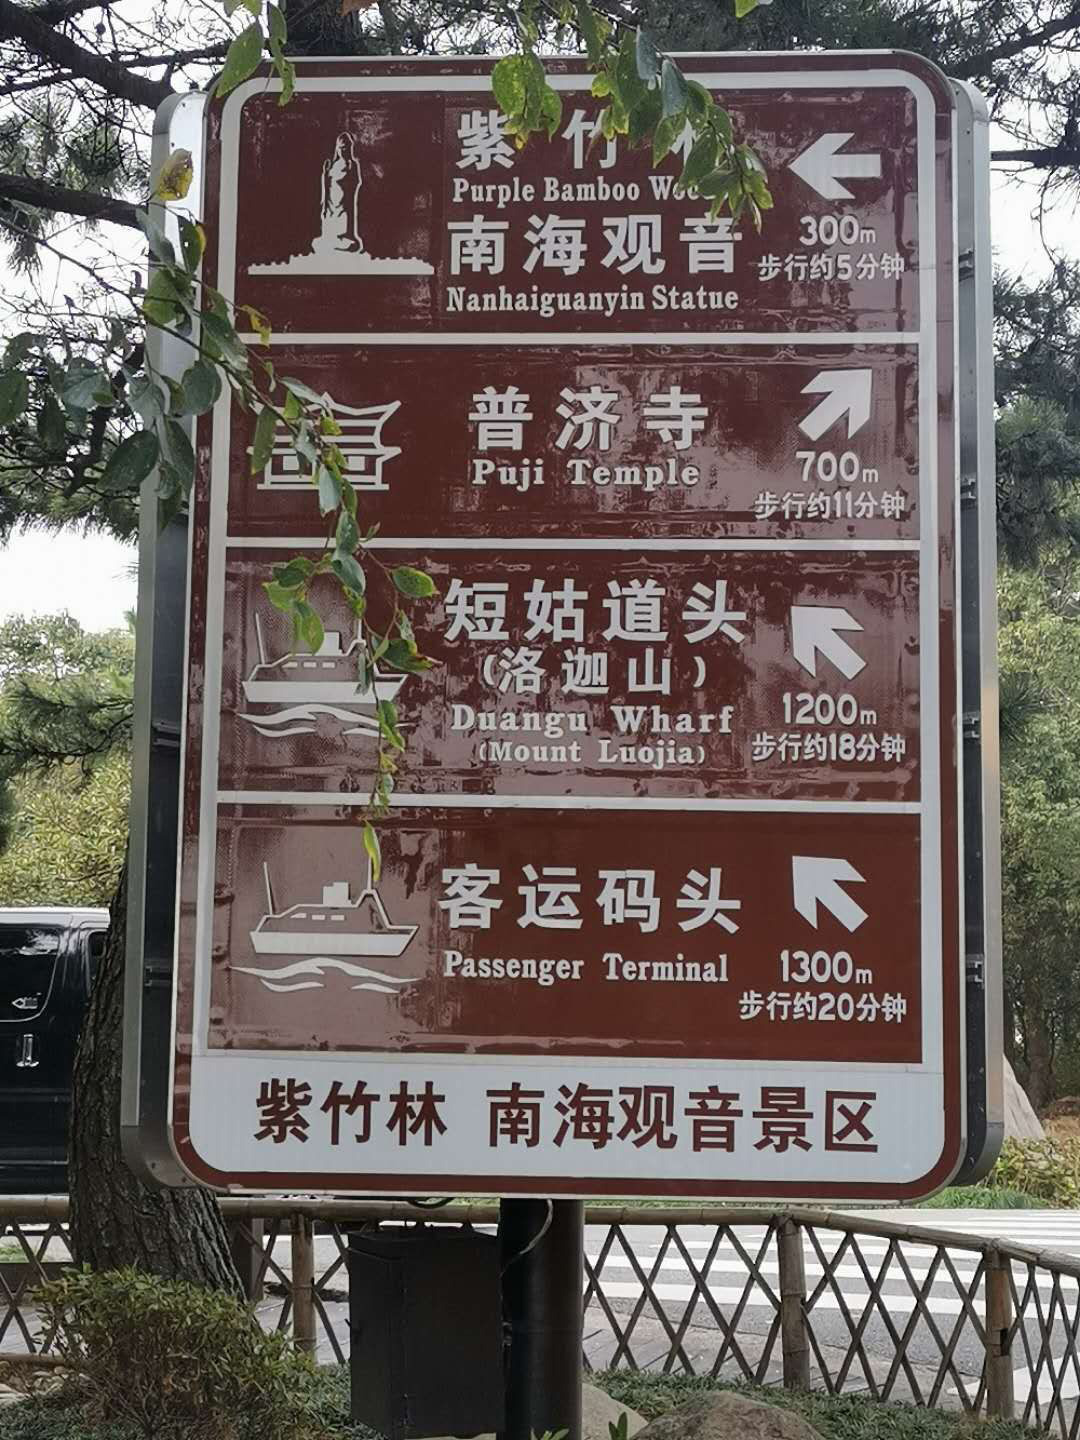 紫竹林
Purple Bamboo
南海观音
Nanhaiguanyin Statue
300m
步行约5分钟
普济寺
Puji Temple
700m
步行约11分钟
短姑道头
(洛迦山)
Duangu Wharf
(Mount Luojia)
1200m
步行约18分钟
客运码头
Passenger Terminal
1300m
步行约20分钟
紫竹林 南海观音景区